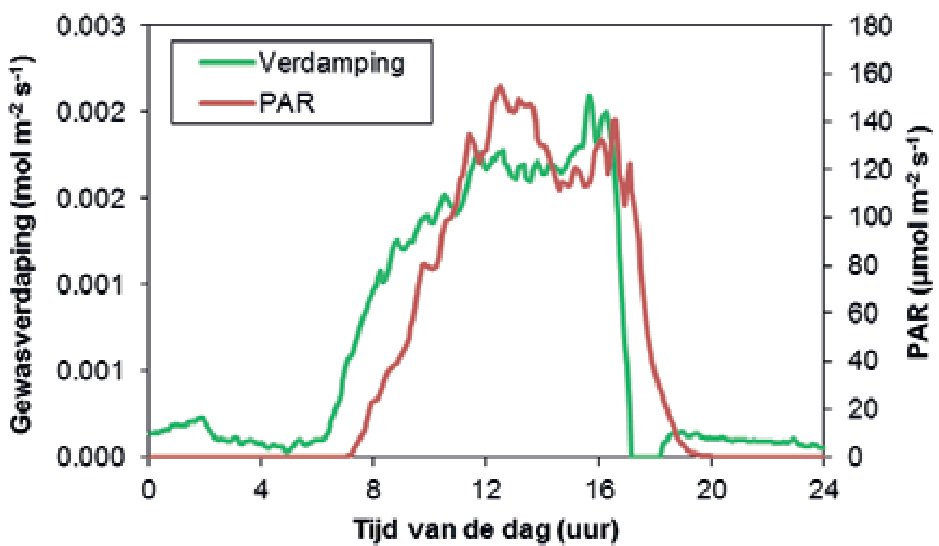 Verdamping
PAR
0.003
0.002
0.002
0.001
0.001
0.000
Gewasverdaping (mol m⁻² s⁻¹)
180
160
140
120
100
80
60
40
20
0
PAR (µmol m⁻² s⁻¹)
0 4 8 12 16 20 24
Tijd van de dag (uur)